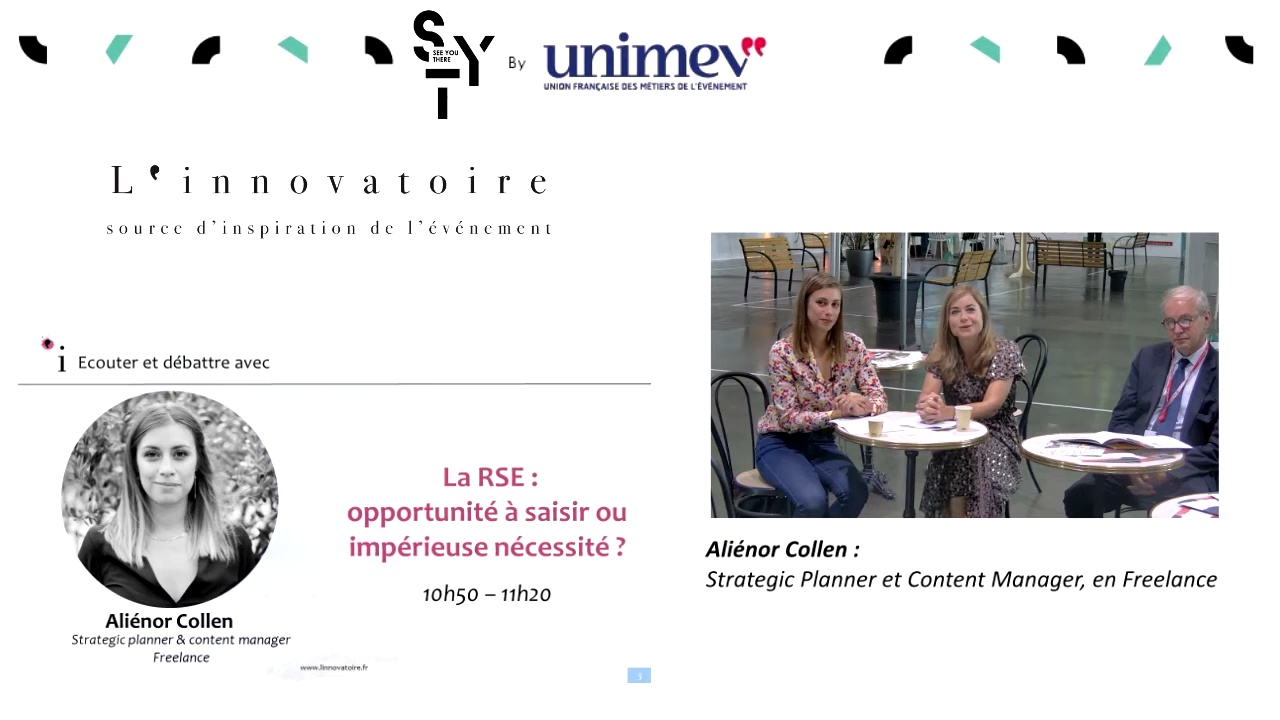 SYT
SEE YOU
THERE
By
unimev
UNION FRANÇAISE DES MÉTIERS DE L'ÉVÉNEMENT
L'innovatoire
source d'inspiration de l'événement
i Ecouter et débattre avec
La RSE :
opportunité à saisir ou
impérieuse nécessité ?
10h50 – 11h20
Aliénor Collen
Strategic planner & content manager
Freelance
www.linnovatoire.fr
Aliénor Collen :
Strategic Planner et Content Manager, en Freelance